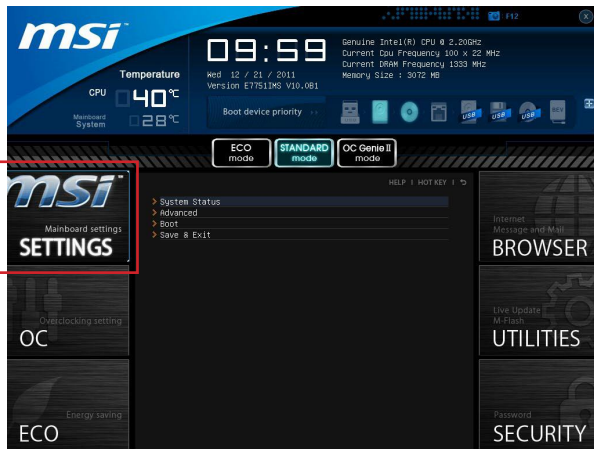 msi
F12
x
09:59
Genuine Intel(R) CPU @ 2.20GHz
Current Cpu Frequency 100 x 22 MHz
Current DRAM Frequency 1333 MHz
Memory Size : 3072 MB
Temperature
Wed 12 / 21 / 2011
Version E7751IMS V10.0B1
CPU 40°C
Mainboard
System 28°C
Boot device priority
USB USB USB REV
ECO
mode
STANDARD
mode
OC Genie II
mode
HELP | HOT KEY |
msi
Mainboard settings
SETTINGS
> System Status
> Advanced
> Boot
> Save & Exit
Internet
Message and Mail
BROWSER
Overclocking setting
OC
Live Update
M-Flash
UTILITIES
Energy saving
ECO
Password
SECURITY